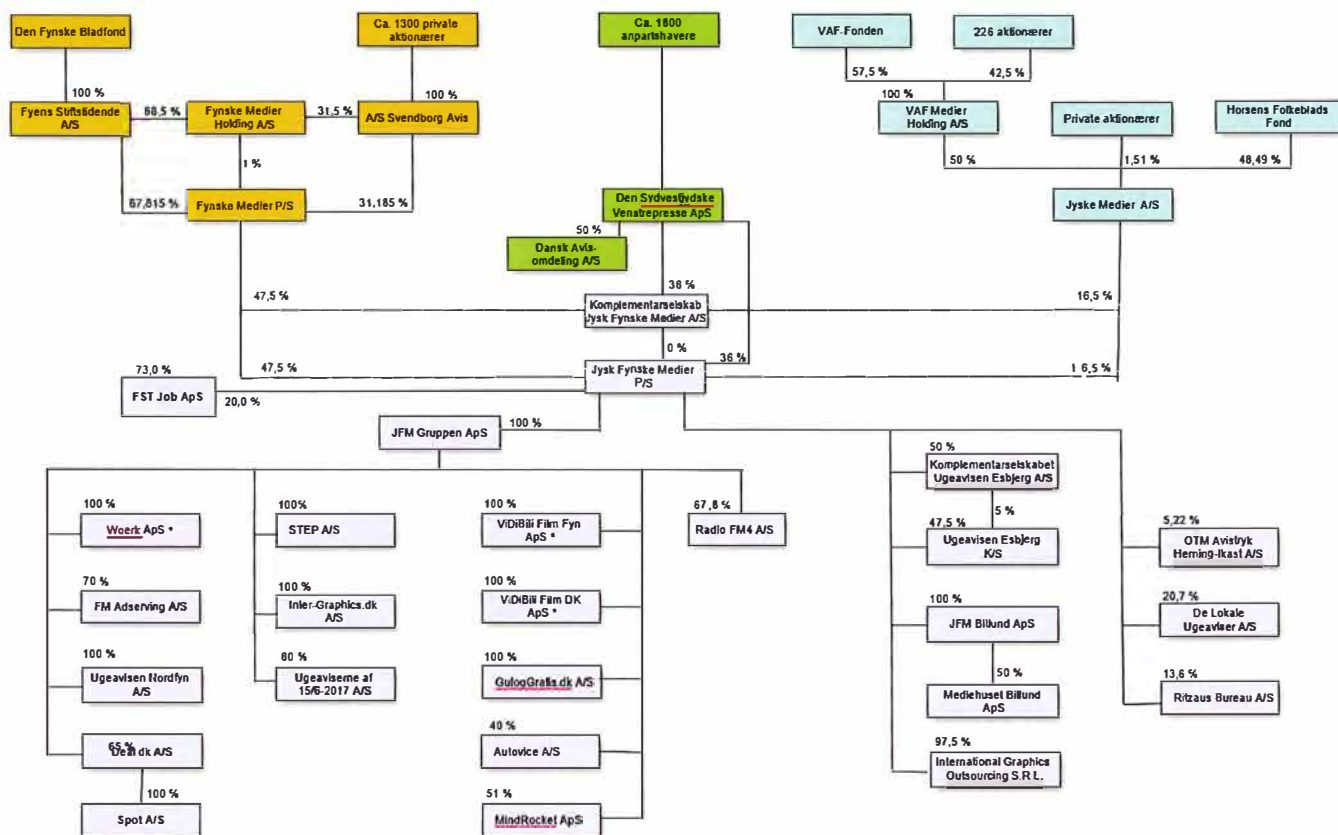 Den Fynske Bladfond
Ca. 1300 private
aktionærer
Ca. 1800
anpartshavere
VAF-Fonden
226 aktionærer
100 %
100 %
57,5 %
42,5 %
Fyens Stiftstidende
A/S
68,5 %
Fynske Medier
Holding A/S
31,5 %
A/S Svendborg Avis
100 %
VAF Medier
Holding A/S
Private aktionærer
Horsens Folkeblads
Fond
1 %
50 %
1,51 %
48,49 %
67,815 %
Fynske Medier P/S
31,185 %
Den Sydvestjydske
Venstrepresse ApS
Jyske Medier A/S
50 %
Dansk Avis-
omdeling A/S
36 %
47,5 %
Komplementarselskab
Jysk Fynske Medier A/S
16,5 %
0 %
36 %
73,0 %
47,5 %
Jysk Fynske Medier
P/S
16,5 %
FST Job ApS
20,0 %
JFM Gruppen ApS
100 %
100 %
Woerk ApS *
100%
STEP A/S
100 %
ViDiBili Film Fyn
ApS *
67,8 %
Radio FM4 A/S
50 %
Komplementarselskabet
Ugeavisen Esbjerg A/S
5 %
47,5 %
Ugeavisen Esbjerg
K/S
5,22 %
OTM Avistryk
Herning-Ikast A/S
70 %
FM Adserving A/S
100 %
Inter-Graphics.dk
A/S
100 %
ViDiBili Film DK
ApS *
100 %
JFM Billund ApS
20,7 %
De Lokale
Ugeaviser A/S
100 %
Ugeavisen Nordfyn
A/S
60 %
Ugeaviserne af
15/6-2017 A/S
100 %
GulogGratis.dk A/S
50 %
Mediehuset Billund
ApS
13,6 %
Ritzaus Bureau A/S
65 %
Deal.dk A/S
40 %
Autovice A/S
97,5 %
International Graphics
Outsourcing S.R.L.
100 %
Spot A/S
51 %
MindRocket ApS